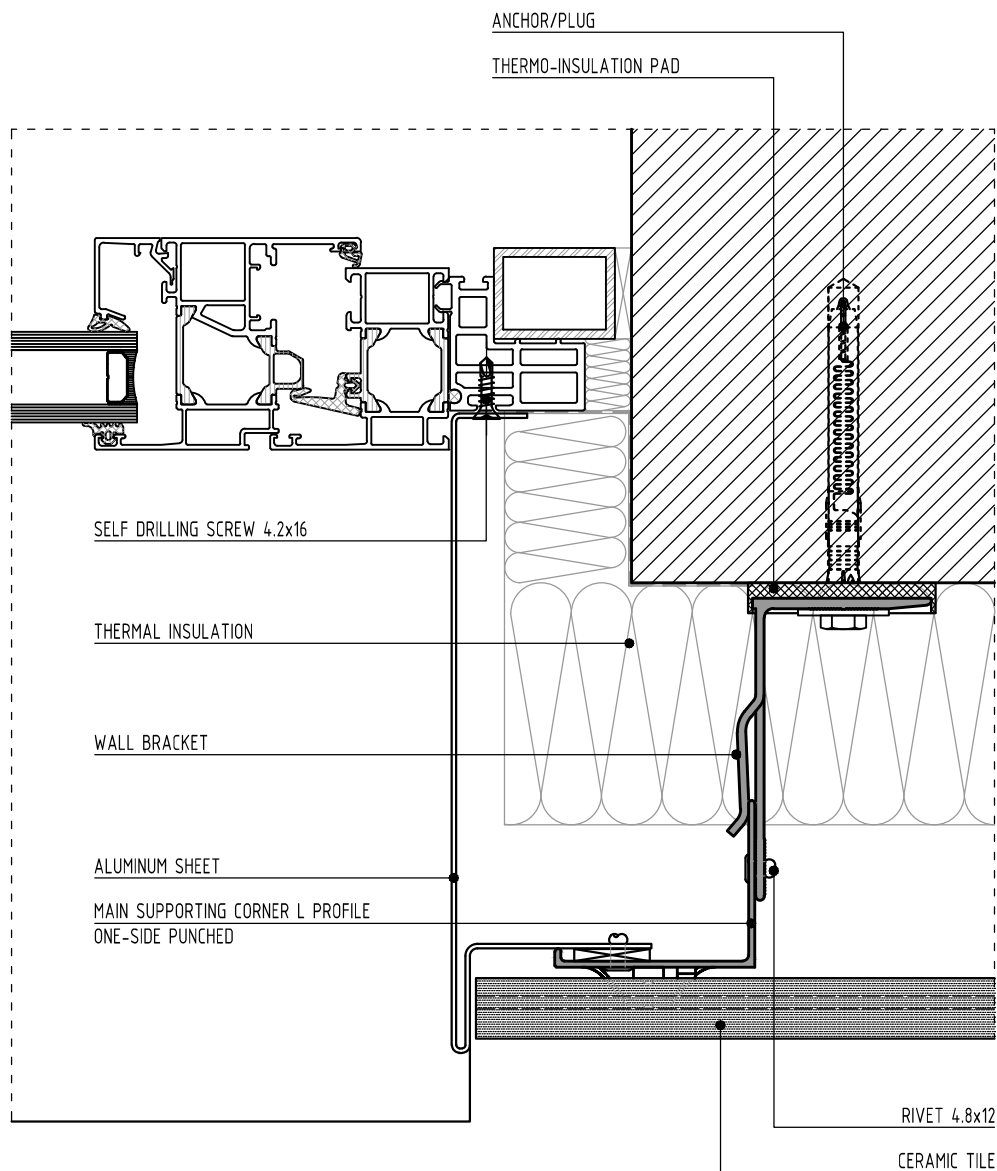 ANCHOR/PLUG
THERMO-INSULATION PAD
SELF DRILLING SCREW 4.2x16
THERMAL INSULATION
WALL BRACKET
ALUMINUM SHEET
MAIN SUPPORTING CORNER L PROFILE
ONE-SIDE PUNCHED
RIVET 4.8x12
CERAMIC TILE